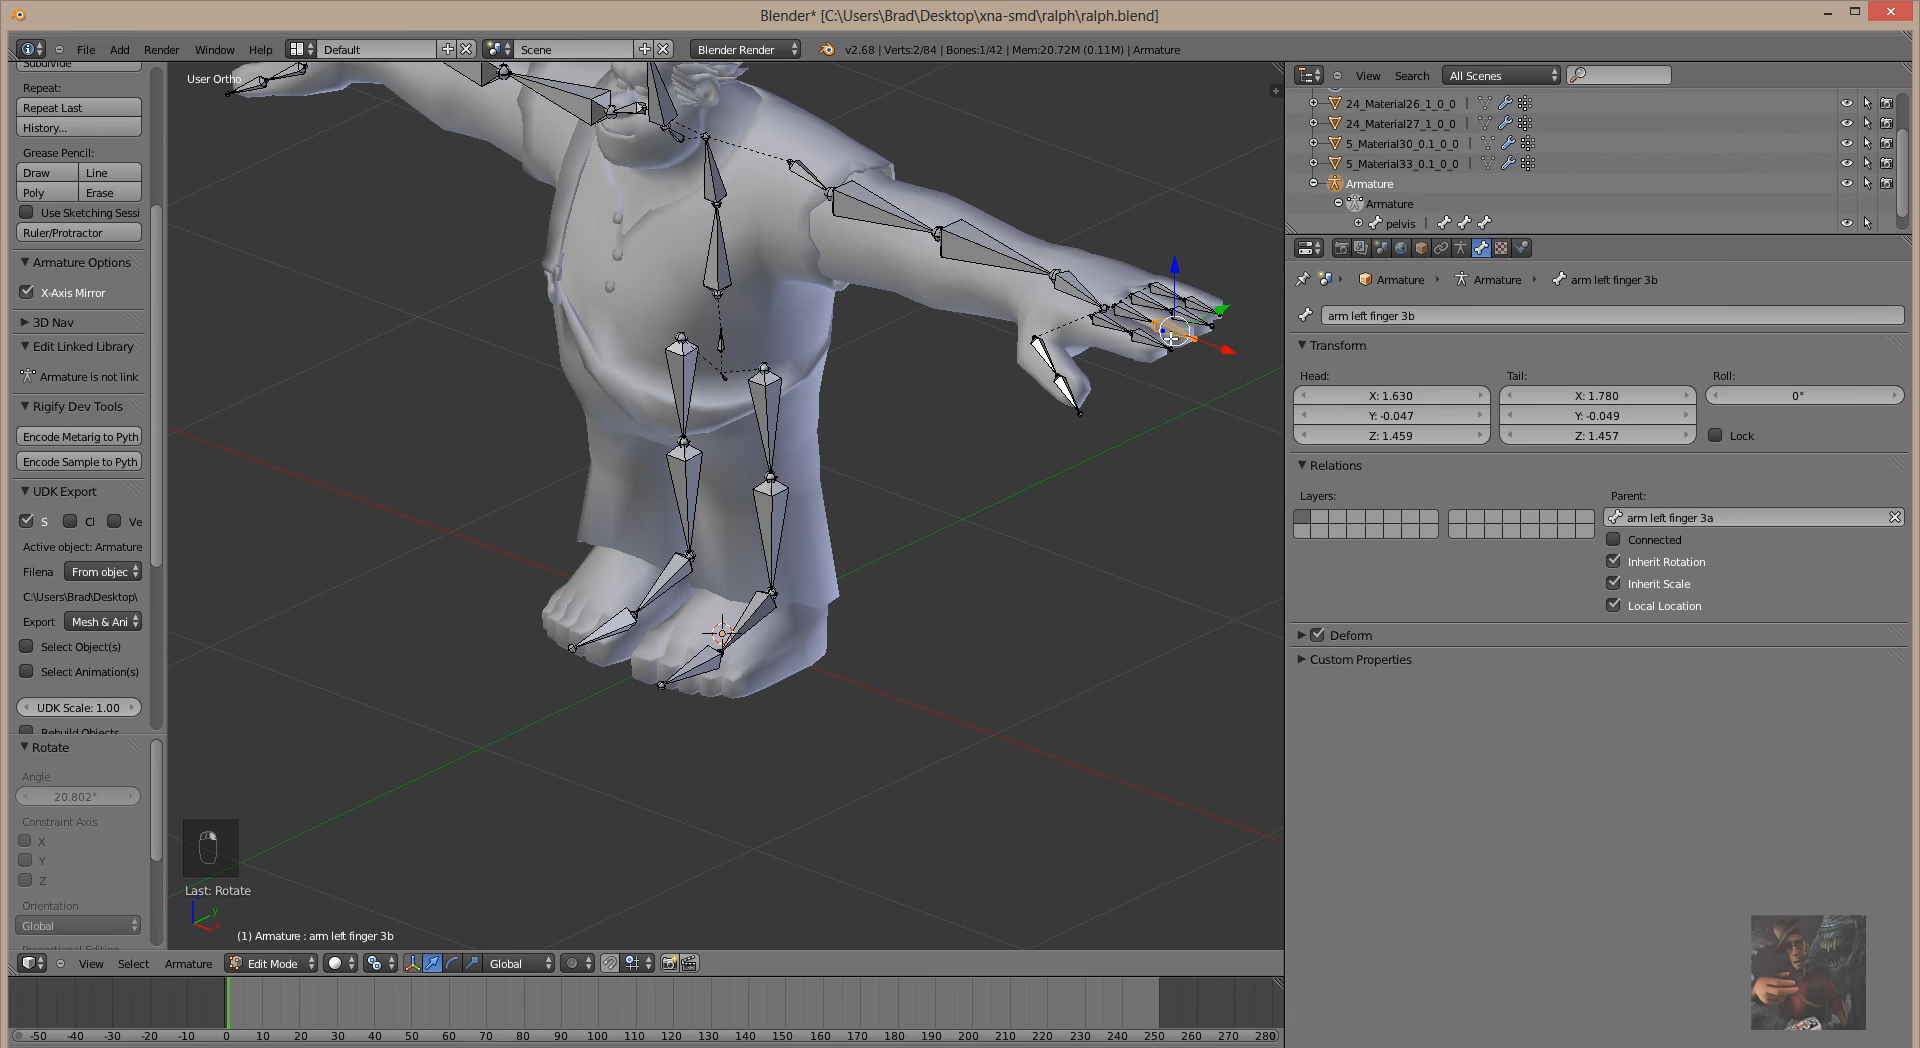 Blender* [C:\Users\Brad\Desktop\xna-smd\ralph\ralph.blend]
File Add Render Window Help Default Scene Blender Render v2.68 | Verts:2/84 | Bones:1/42 | Mem:20.72M (0.11M) | Armature
Subdivide
Repeat:
Repeat Last
History...
Grease Pencil:
Draw Line
Poly Erase
Use Sketching Sessi
Ruler/Protractor
Armature Options
X-Axis Mirror
3D Nav
Edit Linked Library
Armature is not link
Rigify Dev Tools
Encode Metarig to Pyth
Encode Sample to Pyth
UDK Export
S Cl Ve
Active object: Armature
Filena From objec
C:\Users\Brad\Desktop\
Export Mesh & Ani
Select Object(s)
Select Animation(s)
UDK Scale: 1.00
Rebuild Objects
Rotate
Angle
20.802°
Constraint Axis
X
Y
Z
Orientation
Global
Proportional Editing
User Ortho
Last: Rotate
y
x
(1) Armature : arm left finger 3b
View Select Armature Edit Mode Global
-50 -40 -30 -20 -10 0 10 20 30 40 50 60 70 80 90 100 110 120 130 140 150 160 170 180 190 200 210 220 230 240 250 260 270 280
View Search All Scenes
24_Material26_1_0_0
24_Material27_1_0_0
5_Material30_0.1_0_0
5_Material33_0.1_0_0
Armature
Armature
pelvis
Armature Armature arm left finger 3b
arm left finger 3b
Transform
Head: Tail: Roll:
X: 1.630 X: 1.780 0°
Y: -0.047 Y: -0.049
Z: 1.459 Z: 1.457 Lock
Relations
Layers: Parent:
arm left finger 3a
Connected
Inherit Rotation
Inherit Scale
Local Location
Deform
Custom Properties